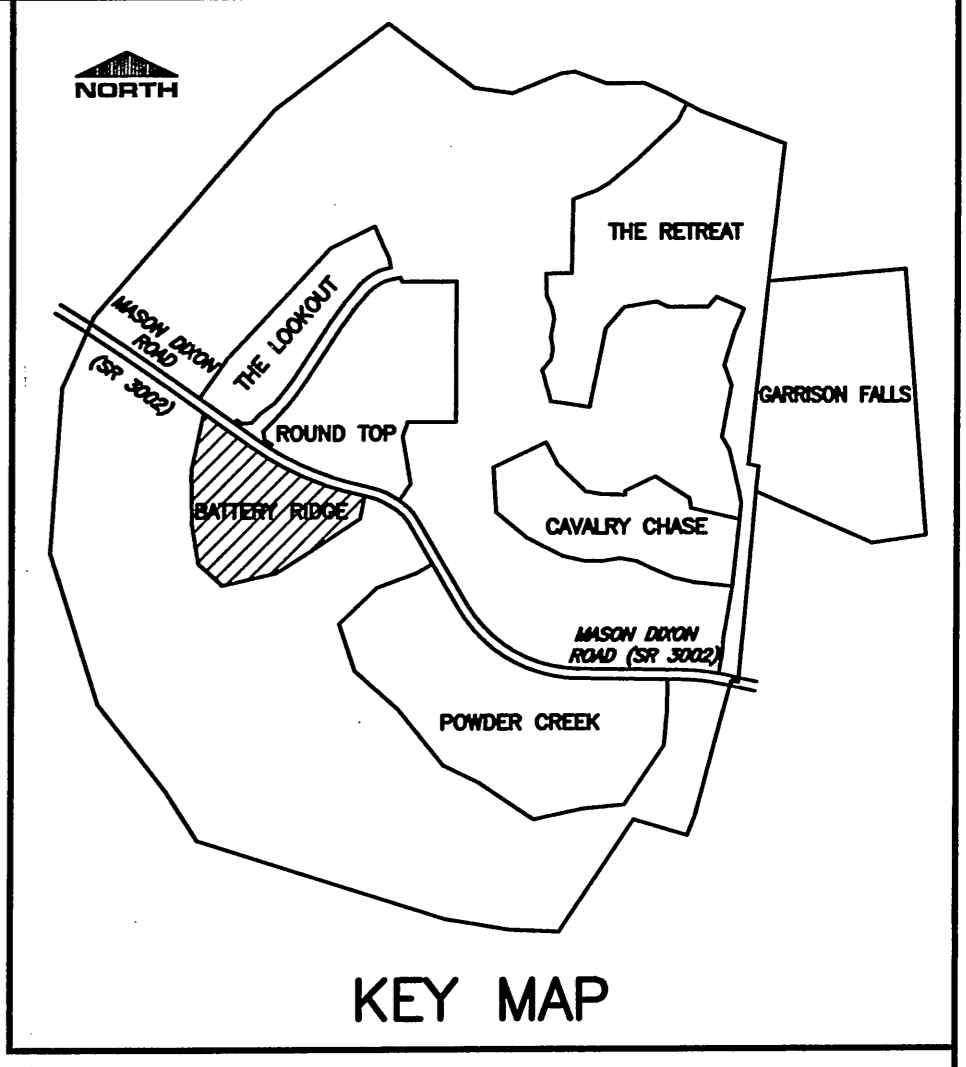 NORTH
THE RETREAT
THE LOOKOUT
MASON DIXON
ROAD
(SR 3002)
GARRISON FALLS
ROUND TOP
BATTERY RIDGE
CAVALRY CHASE
MASON DIXON
ROAD (SR 3002)
POWDER CREEK
KEY MAP